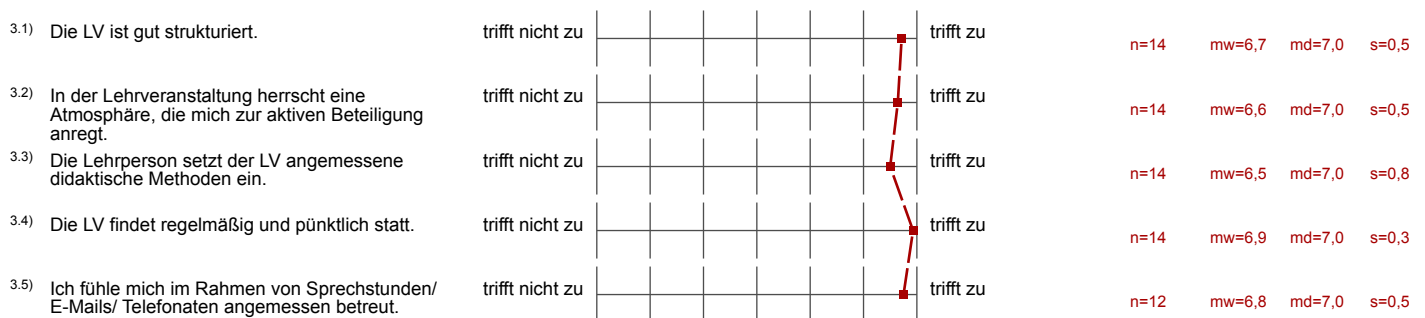 3.1) Die LV ist gut strukturiert. trifft nicht zu trifft zu n=14 mw=6,7 md=7,0 s=0,5
3.2) In der Lehrveranstaltung herrscht eine trifft nicht zu trifft zu n=14 mw=6,6 md=7,0 s=0,5
Atmosphäre, die mich zur aktiven Beteiligung
anregt.
3.3) Die Lehrperson setzt der LV angemessene trifft nicht zu trifft zu n=14 mw=6,5 md=7,0 s=0,8
didaktische Methoden ein.
3.4) Die LV findet regelmäßig und pünktlich statt. trifft nicht zu trifft zu n=14 mw=6,9 md=7,0 s=0,3
3.5) Ich fühle mich im Rahmen von Sprechstunden/ trifft nicht zu trifft zu n=12 mw=6,8 md=7,0 s=0,5
E-Mails/ Telefonaten angemessen betreut.